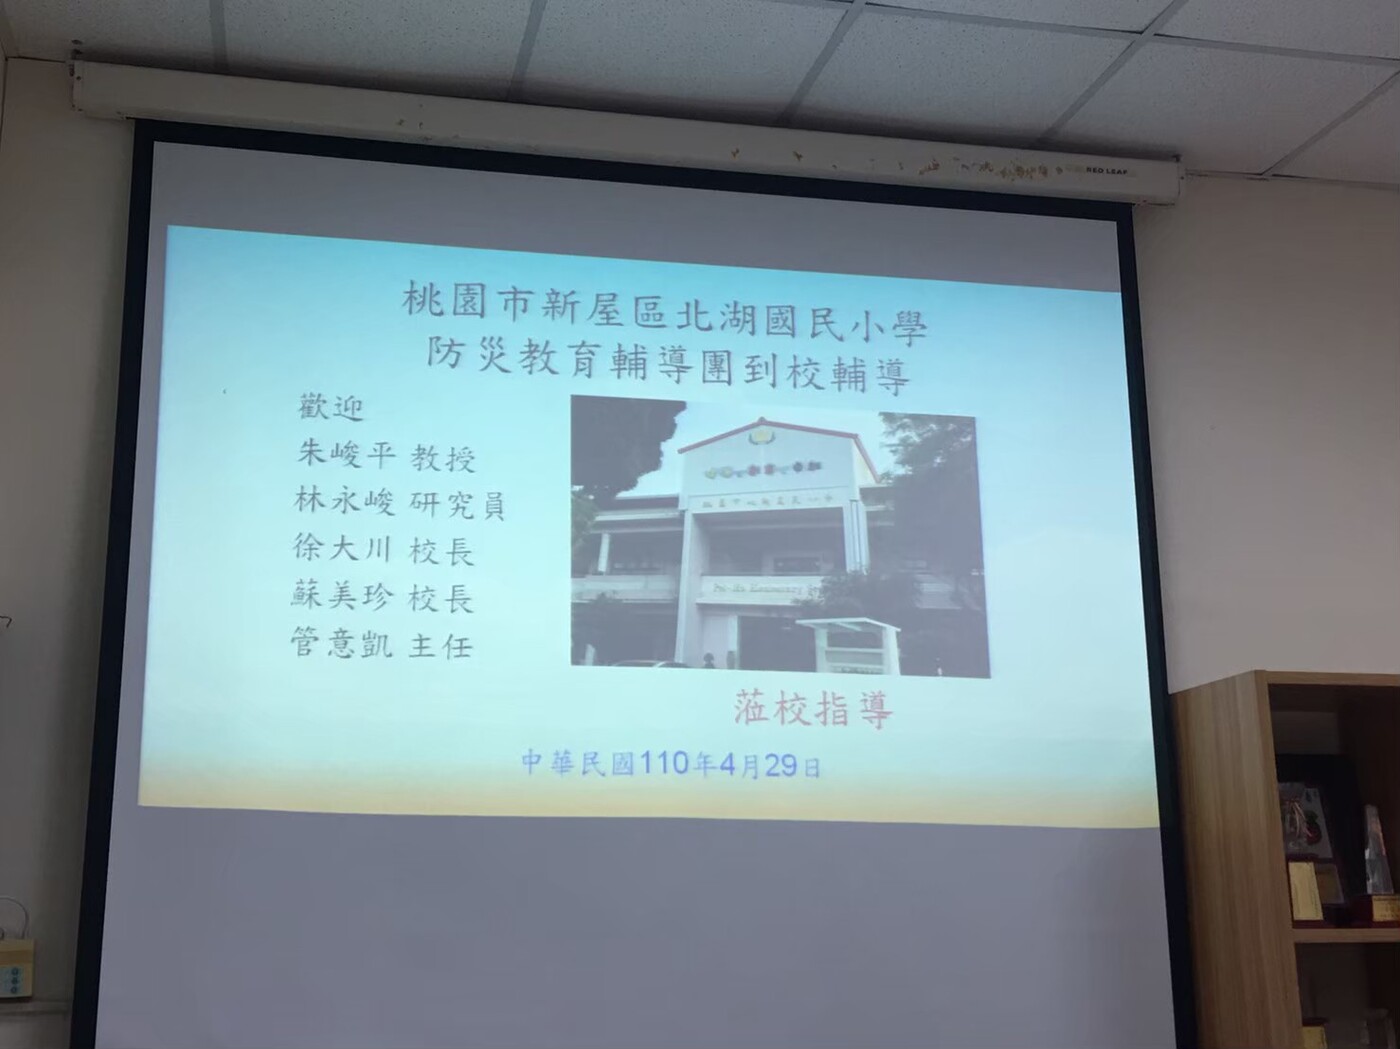 RED LEAF
桃園市新屋區北湖國民小學
防災教育輔導團到校輔導
歡迎
朱峻平 教授
林永峻 研究員
徐大川 校長
蘇美珍 校長
管意凱 主任
蒞校指導
中華民國110年4月29日